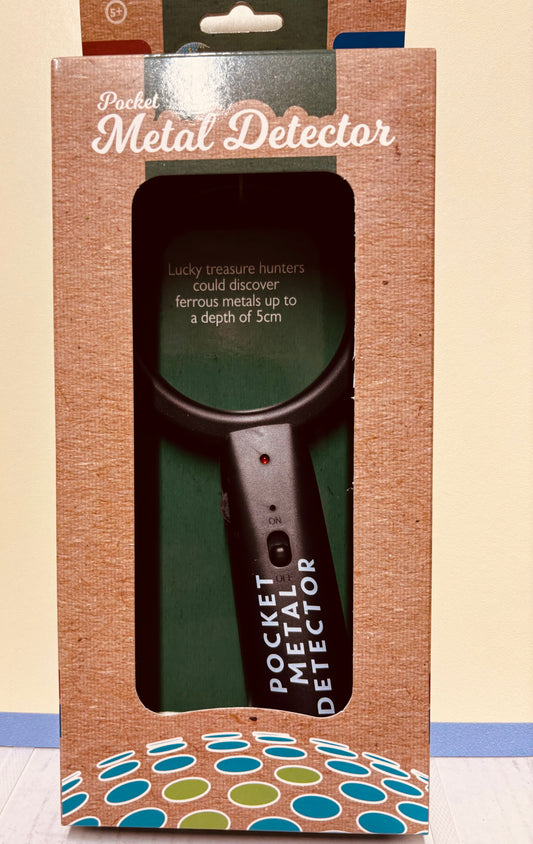 5+
Pocket
Metal Detector
Lucky treasure hunters
could discover
ferrous metals up to
a depth of 5cm
ON
OFF
POCKET
METAL
DETECTOR